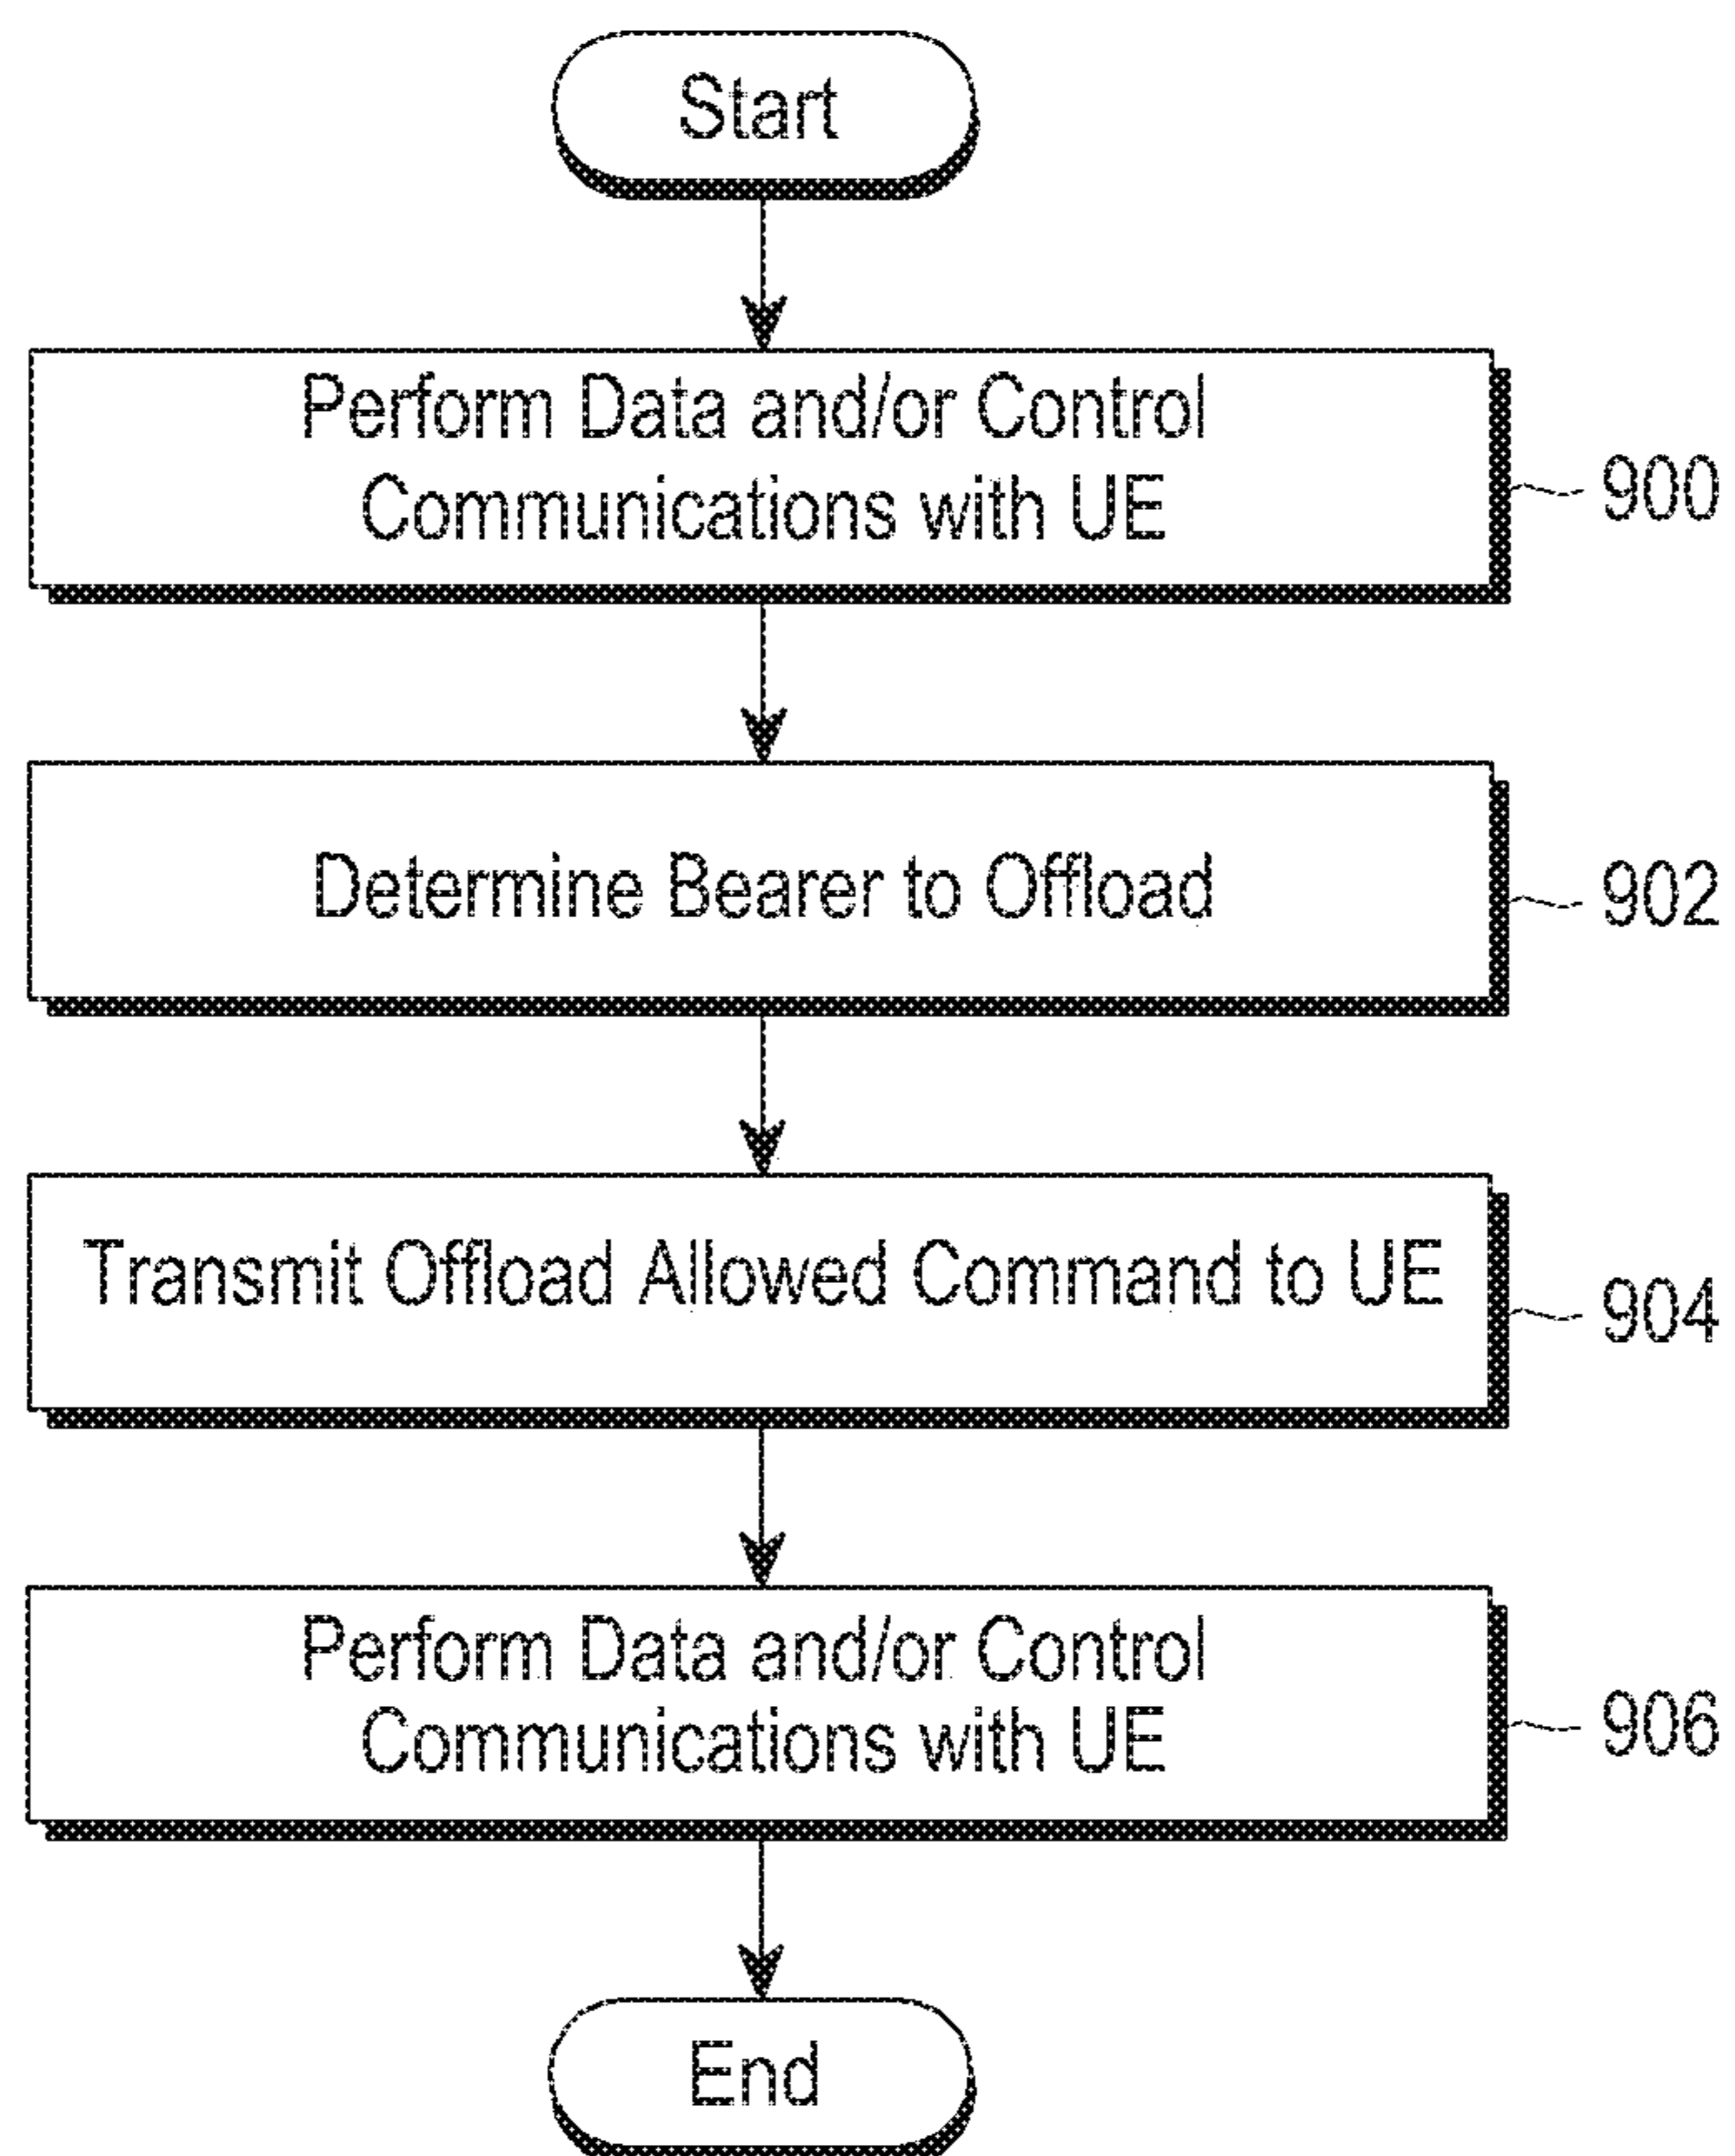 Start
Perform Data and/or Control
Communications with UE
900
Determine Bearer to Offload
902
Transmit Offload Allowed Command to UE
904
Perform Data and/or Control
Communications with UE
906
End